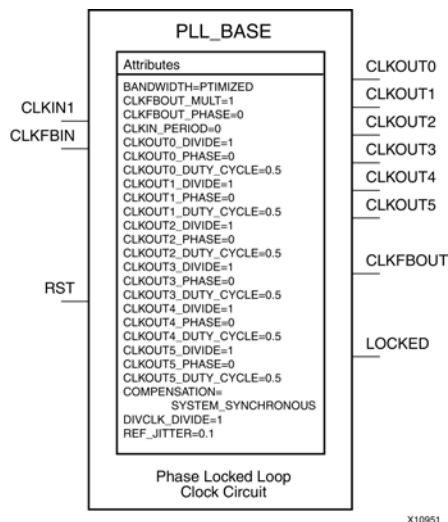 PLL_BASE
Attributes
BANDWIDTH=PTIMIZED
CLKFBOUT_MULT=1
CLKFBOUT_PHASE=0
CLKIN_PERIOD=0
CLKOUT0_DIVIDE=1
CLKOUT0_PHASE=0
CLKOUT0_DUTY_CYCLE=0.5
CLKOUT1_DIVIDE=1
CLKOUT1_PHASE=0
CLKOUT1_DUTY_CYCLE=0.5
CLKOUT2_DIVIDE=1
CLKOUT2_PHASE=0
CLKOUT2_DUTY_CYCLE=0.5
CLKOUT3_DIVIDE=1
CLKOUT3_PHASE=0
CLKOUT3_DUTY_CYCLE=0.5
CLKOUT4_DIVIDE=1
CLKOUT4_PHASE=0
CLKOUT4_DUTY_CYCLE=0.5
CLKOUT5_DIVIDE=1
CLKOUT5_PHASE=0
CLKOUT5_DUTY_CYCLE=0.5
COMPENSATION=
SYSTEM_SYNCHRONOUS
DIVCLK_DIVIDE=1
REF_JITTER=0.1
Phase Locked Loop
Clock Circuit
CLKIN1
CLKFBIN
RST
CLKOUT0
CLKOUT1
CLKOUT2
CLKOUT3
CLKOUT4
CLKOUT5
CLKFBOUT
LOCKED
X10951